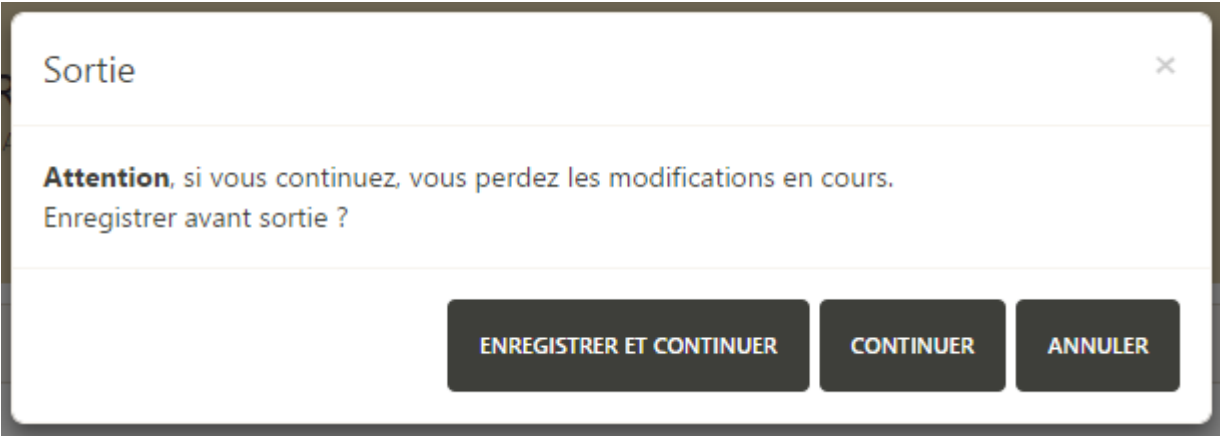 Sortie ×
Attention, si vous continuez, vous perdez les modifications en cours.
Enregistrer avant sortie ?
ENREGISTRER ET CONTINUER CONTINUER ANNULER